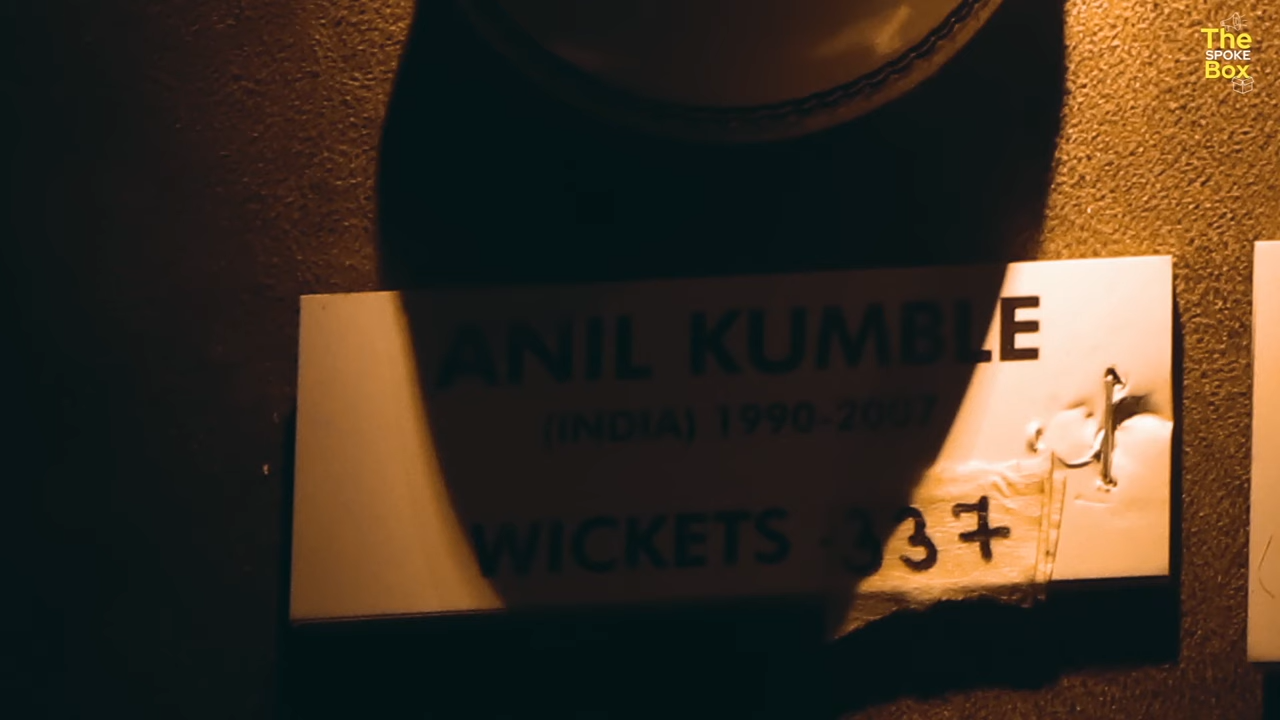 The
SPOKE
Box
ANIL KUMBLE
(INDIA) 1990-2007
WICKETS - 337